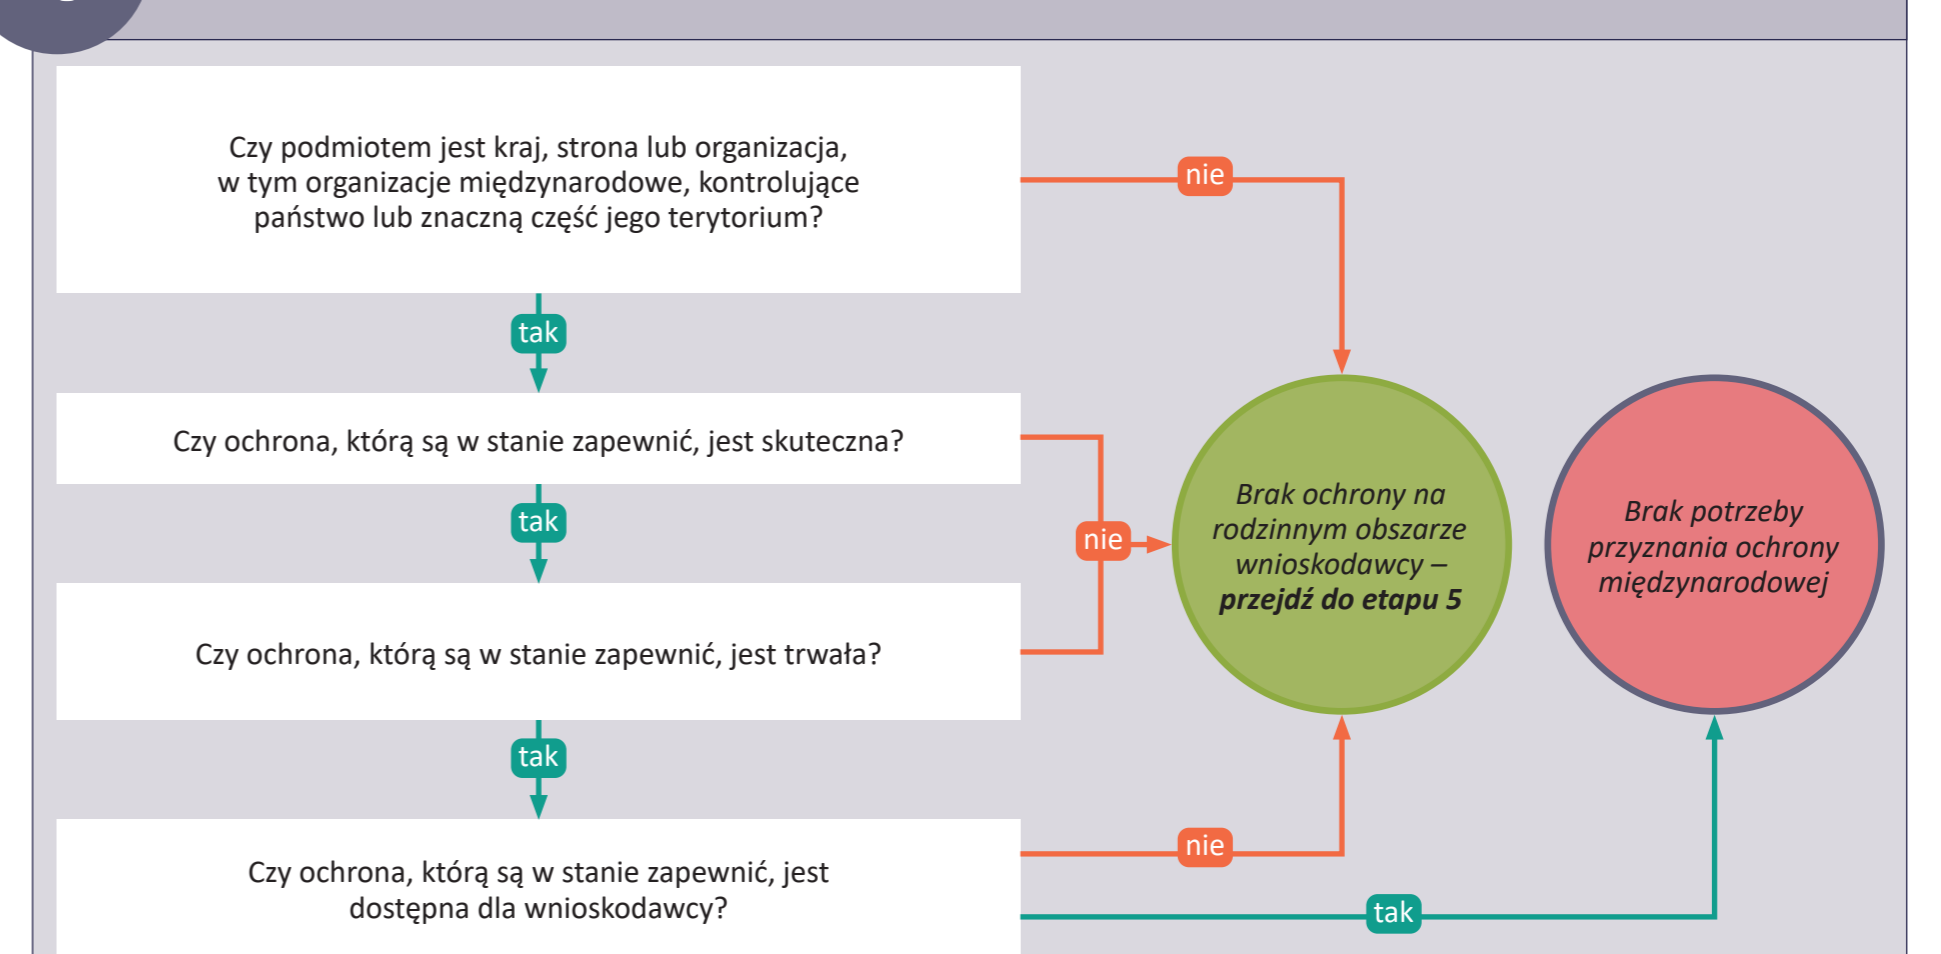 Czy podmiotem jest kraj, strona lub organizacja,
w tym organizacje międzynarodowe, kontrolujące
państwo lub znaczną część jego terytorium?
nie
tak
Czy ochrona, którą są w stanie zapewnić, jest skuteczna?
tak
nie
Czy ochrona, którą są w stanie zapewnić, jest trwała?
tak
Czy ochrona, którą są w stanie zapewnić, jest
dostępna dla wnioskodawcy?
nie
tak
Brak ochrony na
rodzinnym obszarze
wnioskodawcy –
przejdź do etapu 5
Brak potrzeby
przyznania ochrony
międzynarodowej